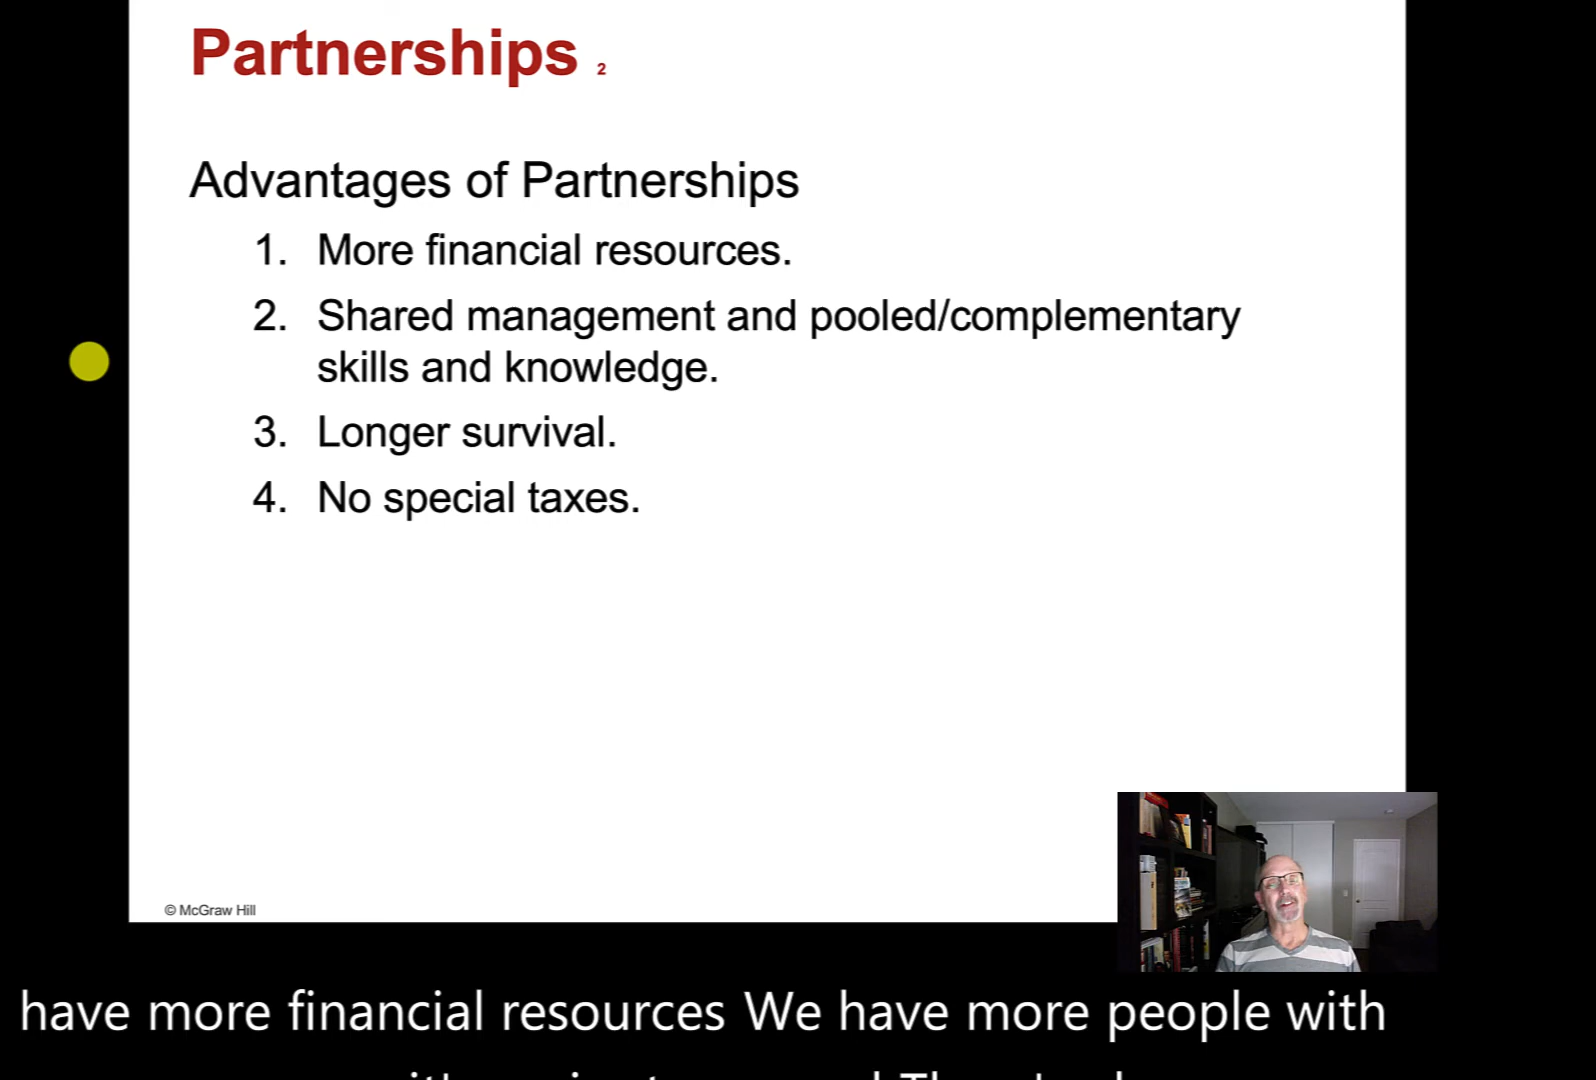 Partnerships 2
Advantages of Partnerships
1. More financial resources.
2. Shared management and pooled/complementary
skills and knowledge.
3. Longer survival.
4. No special taxes.
© McGraw Hill
have more financial resources We have more people with